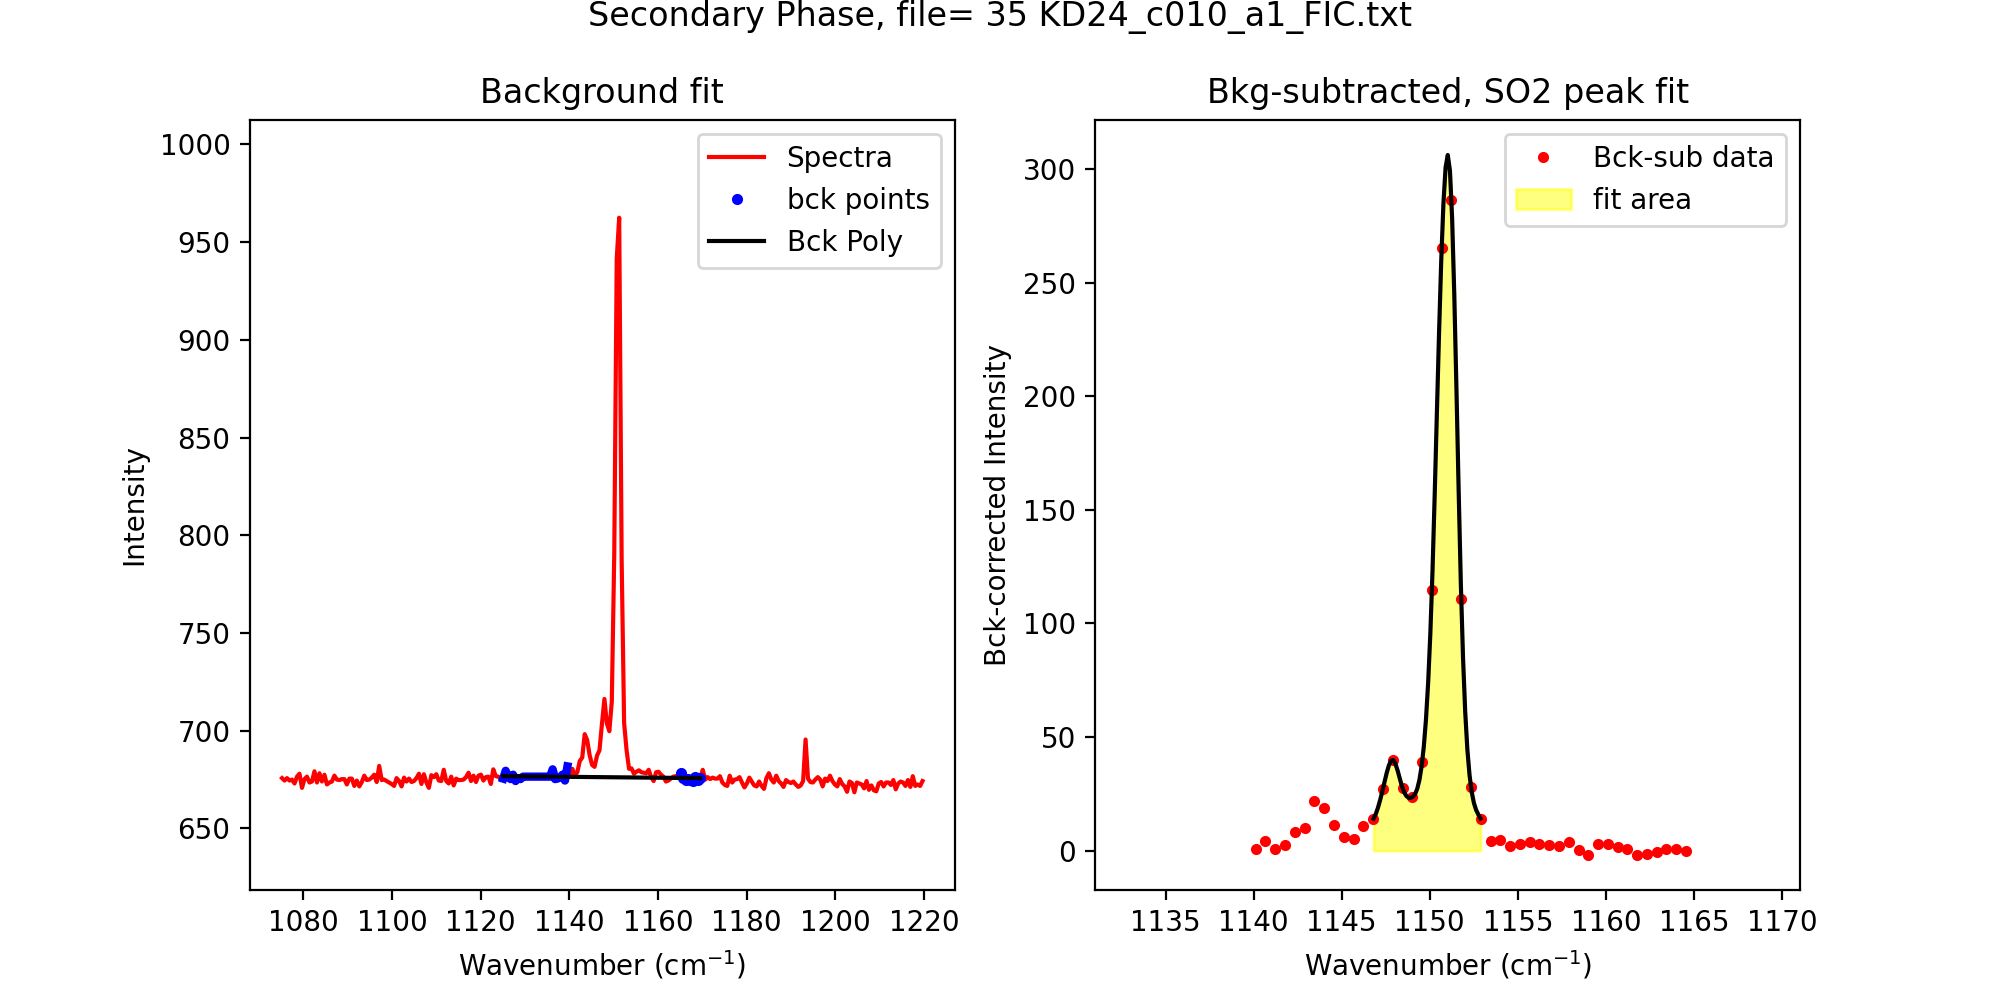 Secondary Phase, file= 35 KD24_c010_a1_FIC.txt
Background fit
1000
950
900
850
800
750
700
650
Intensity
Spectra
bck points
Bck Poly
1080 1100 1120 1140 1160 1180 1200 1220
Wavenumber (cm⁻¹)
Bkg-subtracted, SO2 peak fit
300
250
200
150
100
50
0
Bck-corrected Intensity
Bck-sub data
fit area
1135 1140 1145 1150 1155 1160 1165 1170
Wavenumber (cm⁻¹)